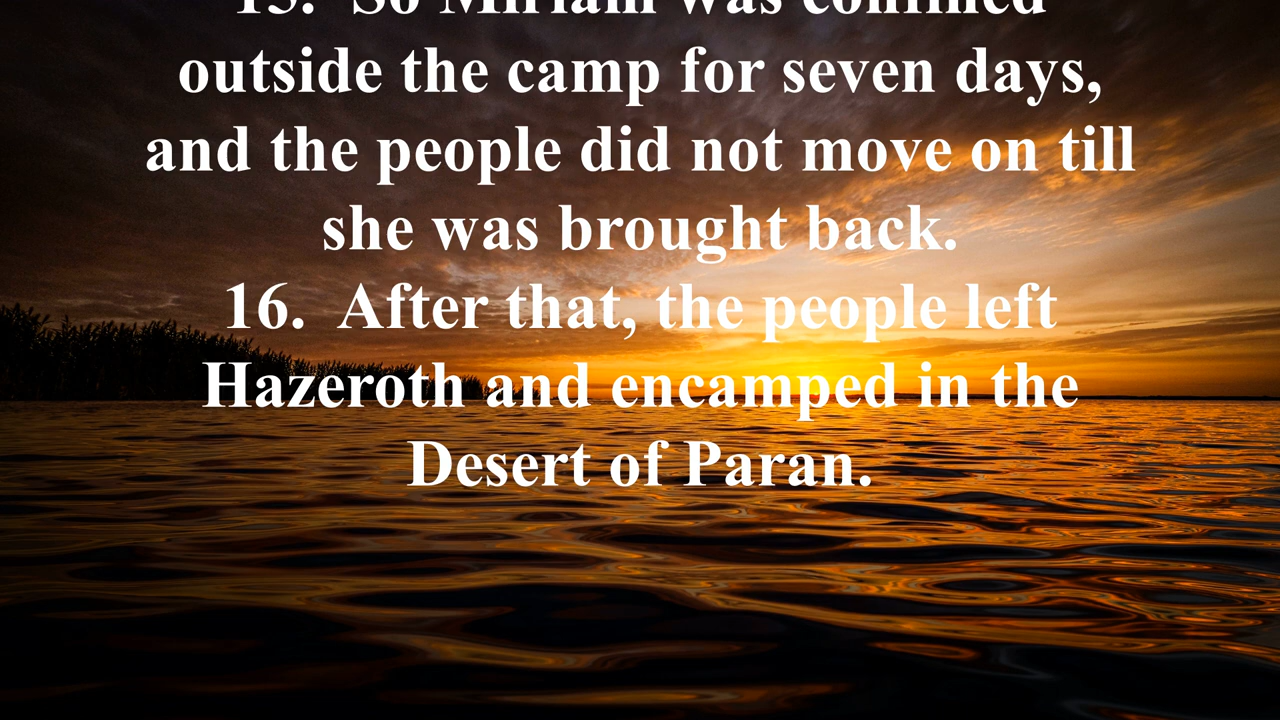 15.  So Miriam was confined
outside the camp for seven days,
and the people did not move on till
she was brought back.
16.  After that, the people left
Hazeroth and encamped in the
Desert of Paran.